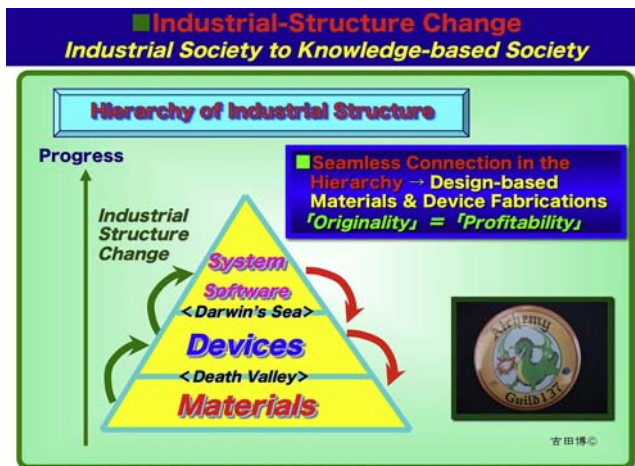 ■Industrial-Structure Change
Industrial Society to Knowledge-based Society
Hierarchy of Industrial Structure
Progress
■Seamless Connection in the
Hierarchy → Design-based
Materials & Device Fabrications
「Originality」 = 「Profitability」
Industrial
Structure
Change
System
Software
<Darwin's Sea>
Devices
<Death Valley>
Materials
Alchemy
Guild137
吉田博©